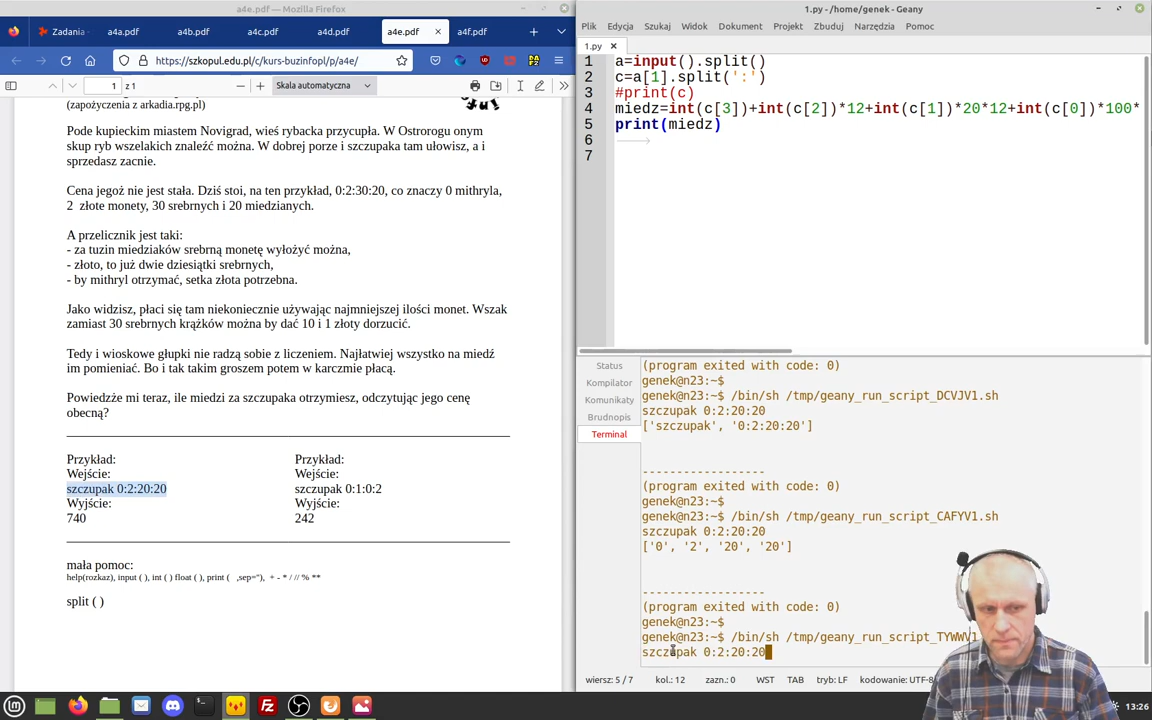 a4e.pdf — Mozilla Firefox
Zadania
a4a.pdf
a4b.pdf
a4c.pdf
a4d.pdf
a4e.pdf
a4f.pdf
https://szkopul.edu.pl/c/kurs-buzinfopl/p/a4e/
1
z 1
Skala automatyczna
(zapożyczenia z arkadia.rpg.pl)
Pode kupieckim miastem Novigrad, wieś rybacka przycupła. W Ostrorogu onym
skup ryb wszelakich znaleźć można. W dobrej porze i szczupaka tam ułowisz, a i
sprzedasz zacnie.
Cena jegoż nie jest stała. Dziś stoi, na ten przykład, 0:2:30:20, co znaczy 0 mithryla,
2 złote monety, 30 srebrnych i 20 miedzianych.
A przelicznik jest taki:
- za tuzin miedziaków srebrną monetę wyłożyć można,
- złoto, to już dwie dziesiątki srebrnych,
- by mithryl otrzymać, setka złota potrzebna.
Jako widzisz, płaci się tam niekoniecznie używając najmniejszej ilości monet. Wszak
zamiast 30 srebrnych krążków można by dać 10 i 1 złoty dorzucić.
Tedy i wioskowe głupki nie radzą sobie z liczeniem. Najłatwiej wszystko na miedź
im pomieniać. Bo i tak takim groszem potem w karczmie płacą.
Powiedzże mi teraz, ile miedzi za szczupaka otrzymiesz, odczytując jego cenę
obecną?
Przykład:
Wejście:
szczupak 0:2:20:20
Wyjście:
740
Przykład:
Wejście:
szczupak 0:1:0:2
Wyjście:
242
mała pomoc:
help(rozkaz), input ( ), int ( ) float ( ), print (   ,sep=''),  + - * / // % **
split ( )
1.py - /home/genek - Geany
Plik Edycja Szukaj Widok Dokument Projekt Zbuduj Narzędzia Pomoc
1.py
1 a=input().split()
2 c=a[1].split(':')
3 #print(c)
4 miedz=int(c[3])+int(c[2])*12+int(c[1])*20*12+int(c[0])*100*
5 print(miedz)
6
7
Status
Kompilator
Komunikaty
Brudnopis
Terminal
(program exited with code: 0)
genek@n23:~$
genek@n23:~$ /bin/sh /tmp/geany_run_script_DCVJV1.sh
szczupak 0:2:20:20
['szczupak', '0:2:20:20']
------------------
(program exited with code: 0)
genek@n23:~$
genek@n23:~$ /bin/sh /tmp/geany_run_script_CAFYV1.sh
szczupak 0:2:20:20
['0', '2', '20', '20']
------------------
(program exited with code: 0)
genek@n23:~$
genek@n23:~$ /bin/sh /tmp/geany_run_script_TYWWV1
szczupak 0:2:20:20
wiersz: 5 / 7 kol.: 12 zazn.: 0 WST TAB tryb: LF kodowanie: UTF-8
13:26